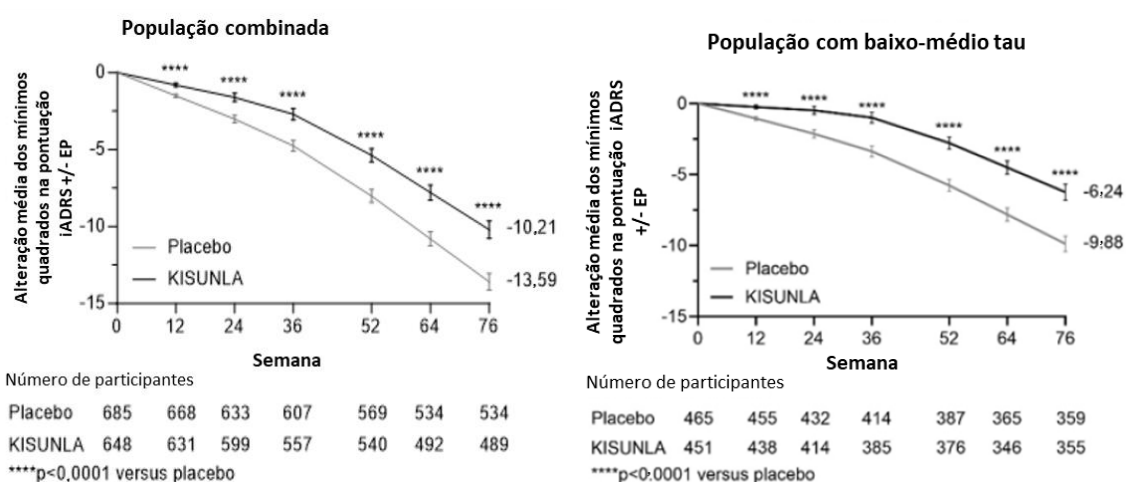 População combinada
Alteração média dos mínimos
quadrados na pontuação
iADRS +/- EP
0
-5
-10
-15
**** **** **** **** **** ****
-10,21
-13,59
Placebo
KISUNLA
0 12 24 36 52 64 76
Semana
Número de participantes
Placebo 685 668 633 607 569 534 534
KISUNLA 648 631 599 557 540 492 489
****p<0,0001 versus placebo
População com baixo-médio tau
Alteração média dos mínimos
quadrados na pontuação iADRS
+/- EP
0
-5
-10
-15
**** **** **** **** **** ****
-6,24
-9,88
Placebo
KISUNLA
0 12 24 36 52 64 76
Semana
Número de participantes
Placebo 465 455 432 414 387 365 359
KISUNLA 451 438 414 385 376 346 355
****p<0.0001 versus placebo